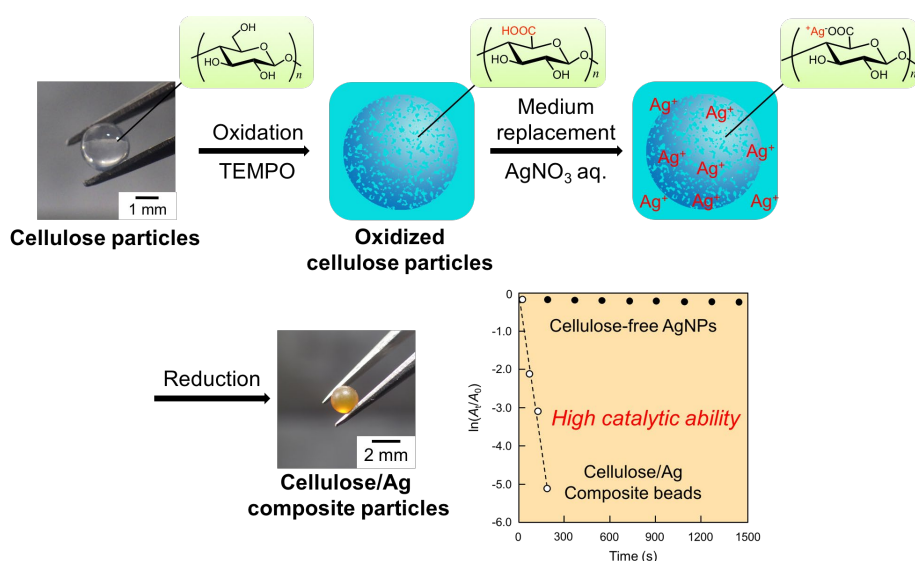 OH
O
HO
OH
O
n
HOOC
O
HO
OH
O
n
⁺Ag⁻OOC
O
HO
OH
O
n
Oxidation
TEMPO
Medium
replacement
AgNO₃ aq.
Ag⁺
Ag⁺
Ag⁺
Ag⁺
Ag⁺
Ag⁺
Ag⁺
Ag⁺
1 mm
Cellulose particles
Oxidized
cellulose particles
Reduction
2 mm
Cellulose/Ag
composite particles
ln(Aₜ/A₀)
0
-1.0
-2.0
-3.0
-4.0
-5.0
-6.0
Cellulose-free AgNPs
High catalytic ability
Cellulose/Ag
Composite beads
0 300 600 900 1200 1500
Time (s)